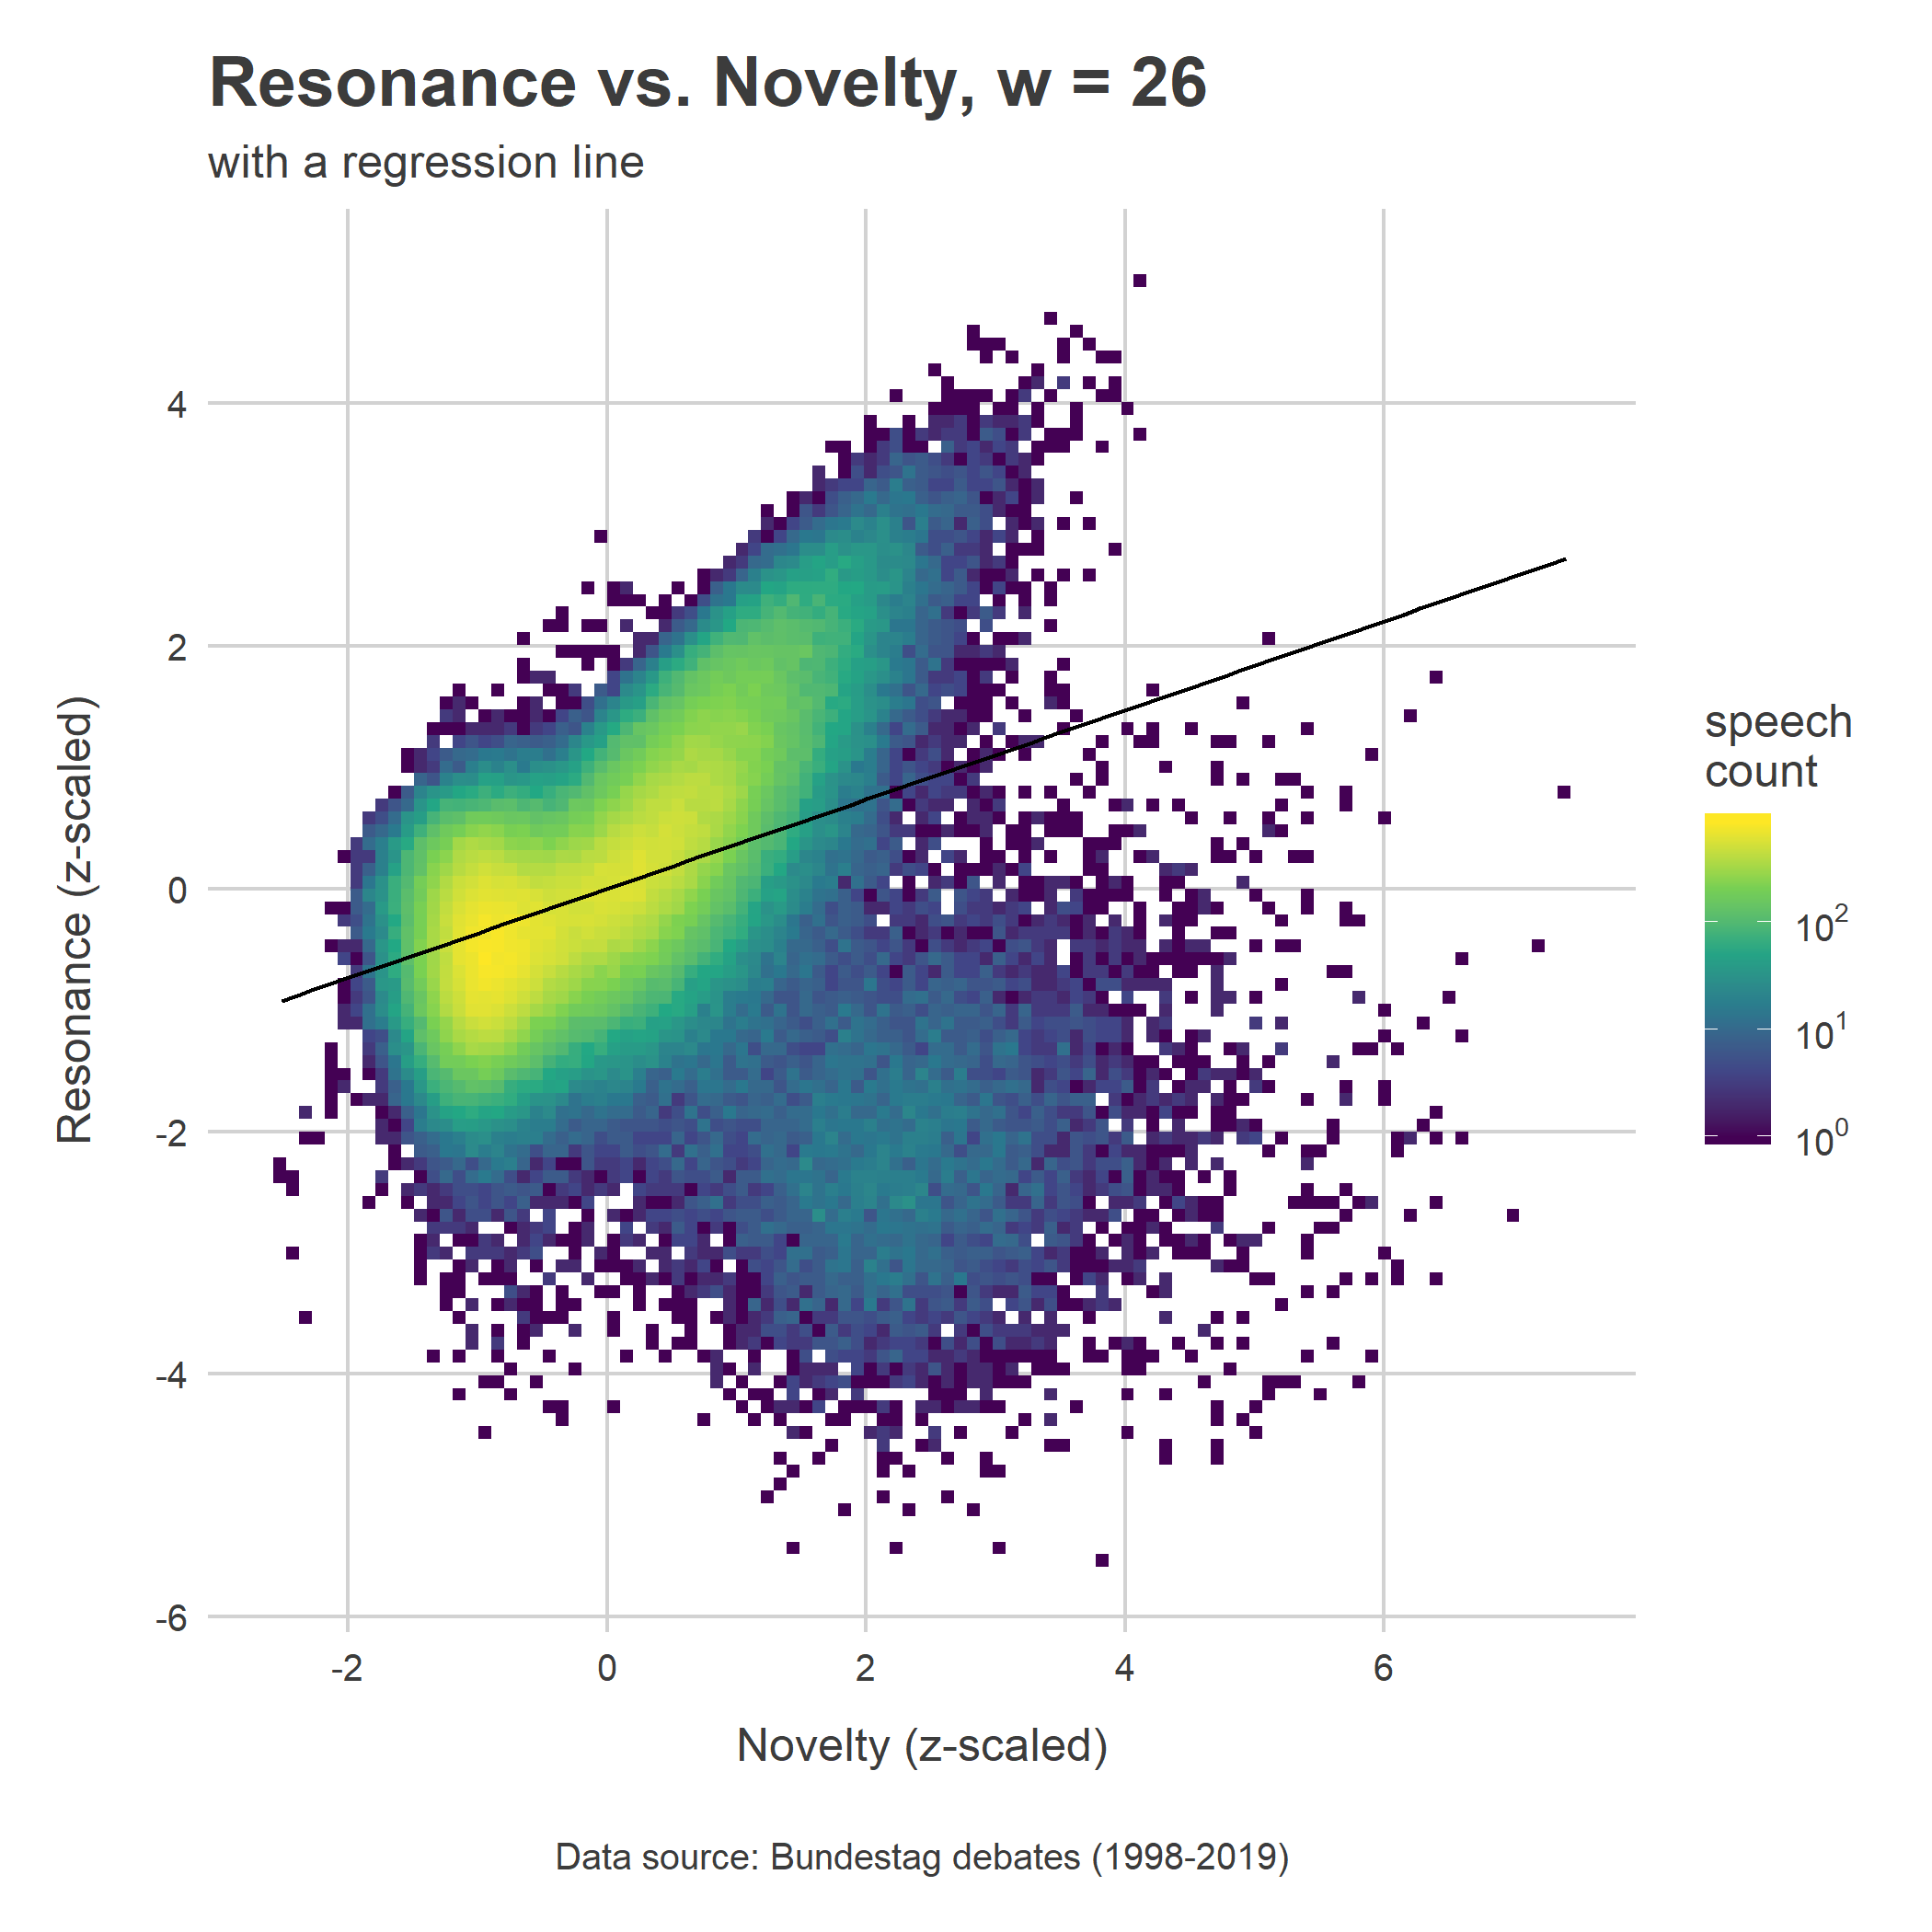 Resonance vs. Novelty, w = 26
with a regression line
Resonance (z-scaled)
4
2
0
-2
-4
-6
-2
0
2
4
6
Novelty (z-scaled)
speech
count
10²
10¹
10⁰
Data source: Bundestag debates (1998-2019)